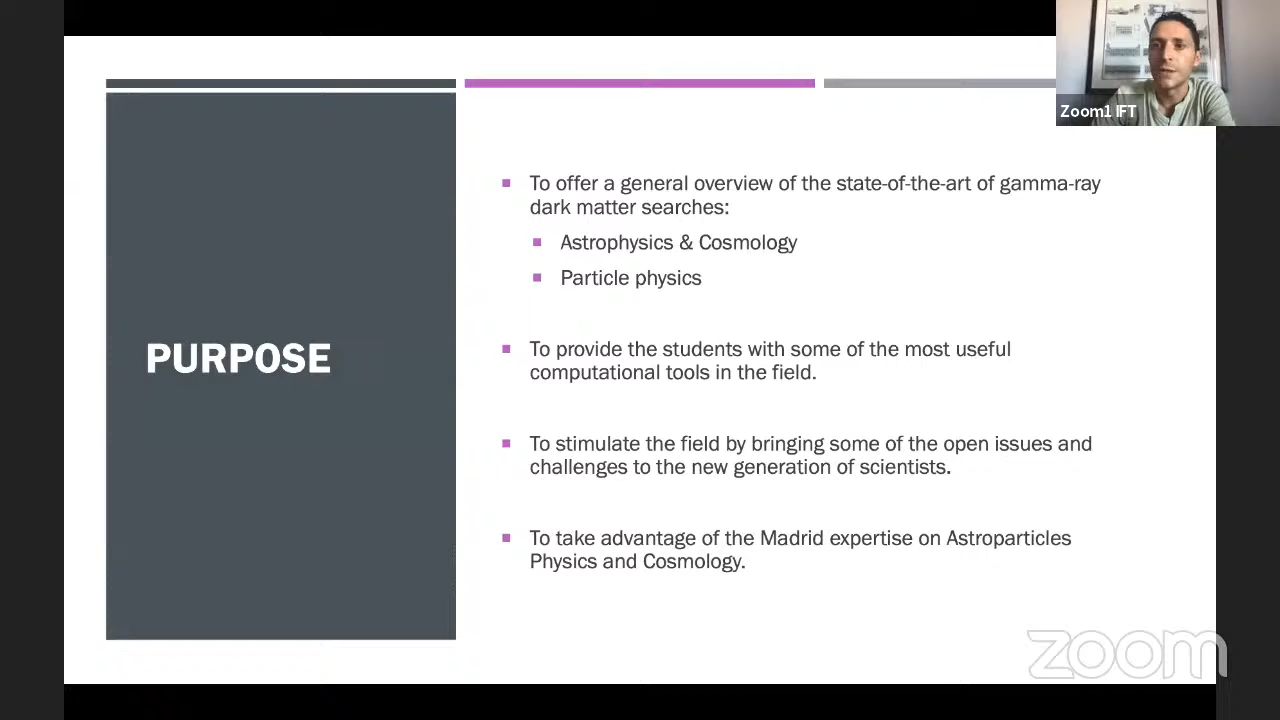 Zoom1 IFT
PURPOSE
To offer a general overview of the state-of-the-art of gamma-ray
dark matter searches:
Astrophysics & Cosmology
Particle physics
To provide the students with some of the most useful
computational tools in the field.
To stimulate the field by bringing some of the open issues and
challenges to the new generation of scientists.
To take advantage of the Madrid expertise on Astroparticles
Physics and Cosmology.
zoom